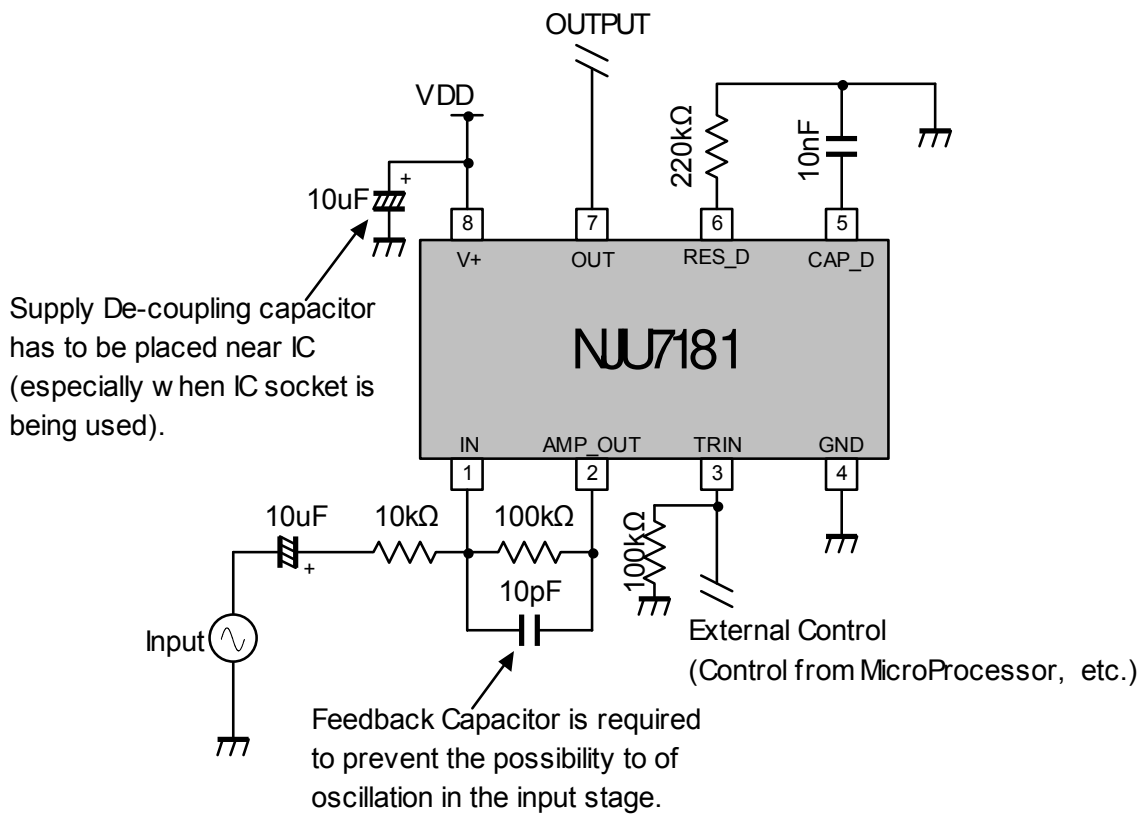 OUTPUT
VDD
+
10uF
220kΩ
10nF
8
7
6
5
V+
OUT
RES_D
CAP_D
Supply De-coupling capacitor
has to be placed near IC
(especially when IC socket is
being used).
NJU7181
IN
AMP_OUT
TRIN
GND
1
2
3
4
10uF
10kΩ
100kΩ
100kΩ
+
10pF
Input
External Control
(Control from MicroProcessor, etc.)
Feedback Capacitor is required
to prevent the possibility to of
oscillation in the input stage.